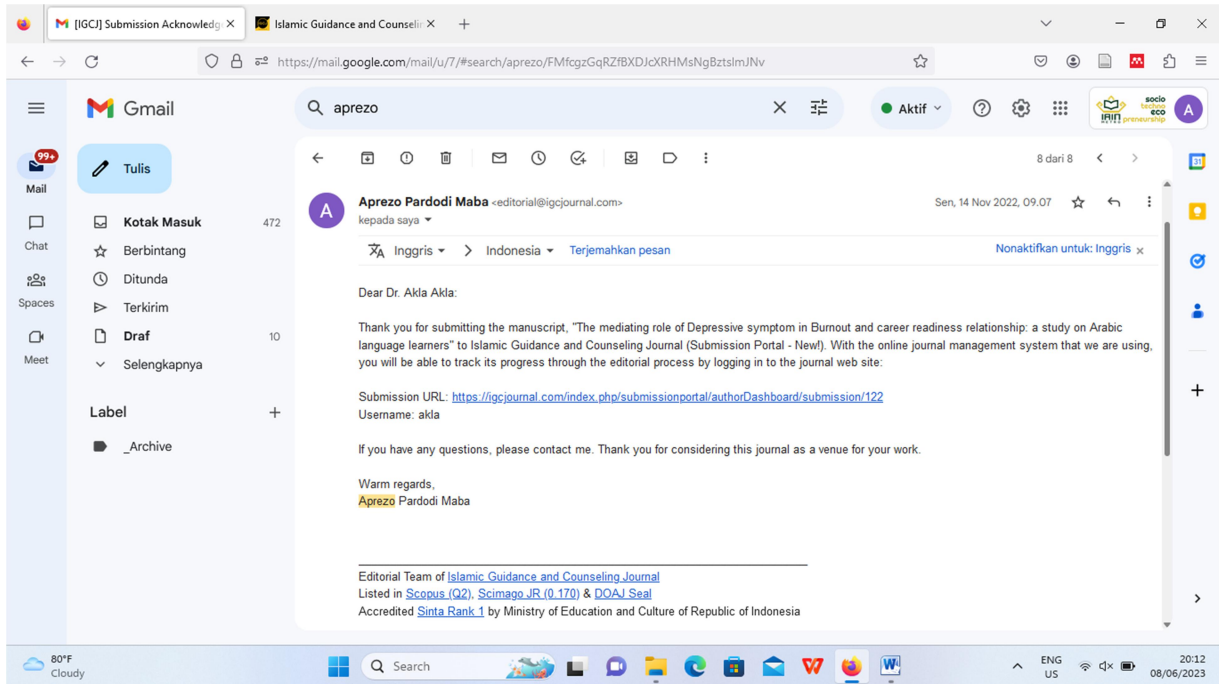 [IGCJ] Submission Acknowledg
Islamic Guidance and Counselin
https://mail.google.com/mail/u/7/#search/aprezo/FMfcgzGqRZfBXDJcXRHMsNgBztslmJNv
Gmail
aprezo
Aktif
IAIN
METRO
socio
techno
eco
preneurship
A
99+
Mail
Chat
Spaces
Meet
Tulis
Kotak Masuk 472
Berbintang
Ditunda
Terkirim
Draf 10
Selengkapnya
Label
_Archive
8 dari 8
31
A
Aprezo Pardodi Maba <editorial@igcjournal.com>
Sen, 14 Nov 2022, 09.07
kepada saya
Inggris > Indonesia Terjemahkan pesan
Nonaktifkan untuk: Inggris
Dear Dr. Akla Akla:
Thank you for submitting the manuscript, "The mediating role of Depressive symptom in Burnout and career readiness relationship: a study on Arabic
language learners" to Islamic Guidance and Counseling Journal (Submission Portal - New!). With the online journal management system that we are using,
you will be able to track its progress through the editorial process by logging in to the journal web site:
Submission URL: https://igcjournal.com/index.php/submissionportal/authorDashboard/submission/122
Username: akla
If you have any questions, please contact me. Thank you for considering this journal as a venue for your work.
Warm regards,
Aprezo Pardodi Maba
Editorial Team of Islamic Guidance and Counseling Journal
Listed in Scopus (Q2), Scimago JR (0.170) & DOAJ Seal
Accredited Sinta Rank 1 by Ministry of Education and Culture of Republic of Indonesia
80°F
Cloudy
Search
ENG
US
20:12
08/06/2023